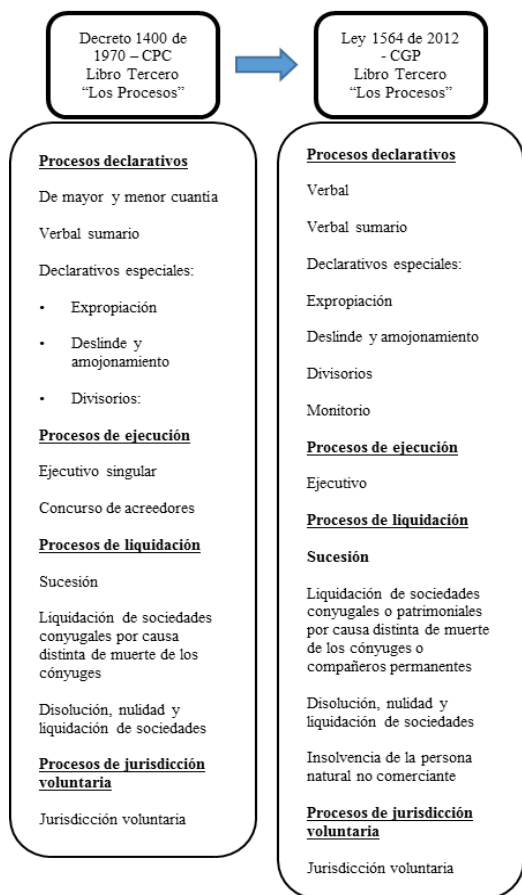 Decreto 1400 de
1970 – CPC
Libro Tercero
“Los Procesos”
Procesos declarativos
De mayor y menor cuantia
Verbal sumario
Declarativos especiales:
• Expropiación
• Deslinde y
amojonamiento
• Divisorios:
Procesos de ejecución
Ejecutivo singular
Concurso de acreedores
Procesos de liquidación
Sucesión
Liquidación de sociedades
conyugales por causa
distinta de muerte de los
cónyuges
Disolución, nulidad y
liquidación de sociedades
Procesos de jurisdicción
voluntaria
Jurisdicción voluntaria
Ley 1564 de 2012
- CGP
Libro Tercero
“Los Procesos”
Procesos declarativos
Verbal
Verbal sumario
Declarativos especiales:
Expropiación
Deslinde y amojonamiento
Divisorios
Monitorio
Procesos de ejecución
Ejecutivo
Procesos de liquidación
Sucesión
Liquidación de sociedades
conyugales o patrimoniales
por causa distinta de muerte
de los cónyuges o
compañeros permanentes
Disolución, nulidad y
liquidación de sociedades
Insolvencia de la persona
natural no comerciante
Procesos de jurisdicción
voluntaria
Jurisdicción voluntaria